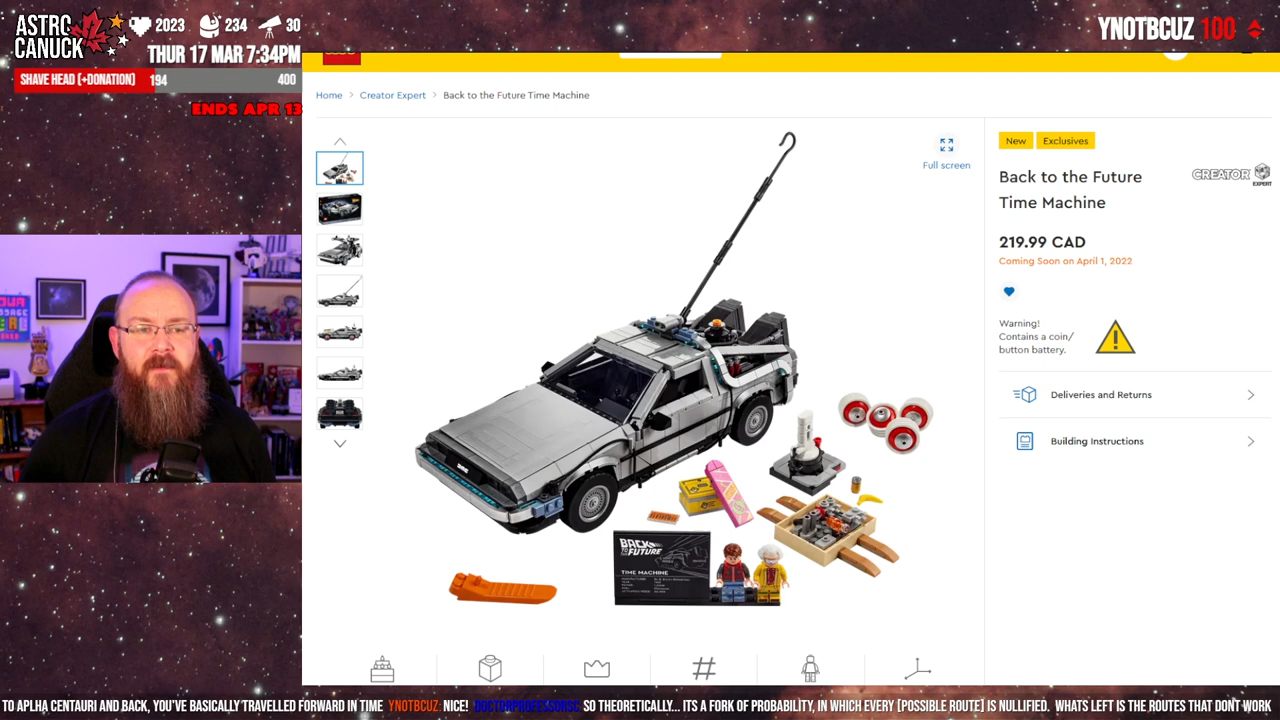 ASTRO
CANUCK
2023
234
30
THUR 17 MAR 7:34PM
SHAVE HEAD (+DONATION)
194
400
ENDS APR 13
YNOTBCUZ 100
Home > Creator Expert > Back to the Future Time Machine
Full screen
New
Exclusives
Back to the Future
Time Machine
CREATOR
EXPERT
219.99 CAD
Coming Soon on April 1, 2022
Warning!
Contains a coin/
button battery.
Deliveries and Returns
Building Instructions
BACK
TO THE
FUTURE
TIME MACHINE
TO APLHA CENTAURI AND BACK, YOU'VE BASICALLY TRAVELLED FORWARD IN TIME YNOTBCUZ: NICE! DOCTORPROFESSORSC: SO THEORETICALLY... ITS A FORK OF PROBABILITY, IN WHICH EVERY [POSSIBLE ROUTE] IS NULLIFIED. WHATS LEFT IS THE ROUTES THAT DONT WORK